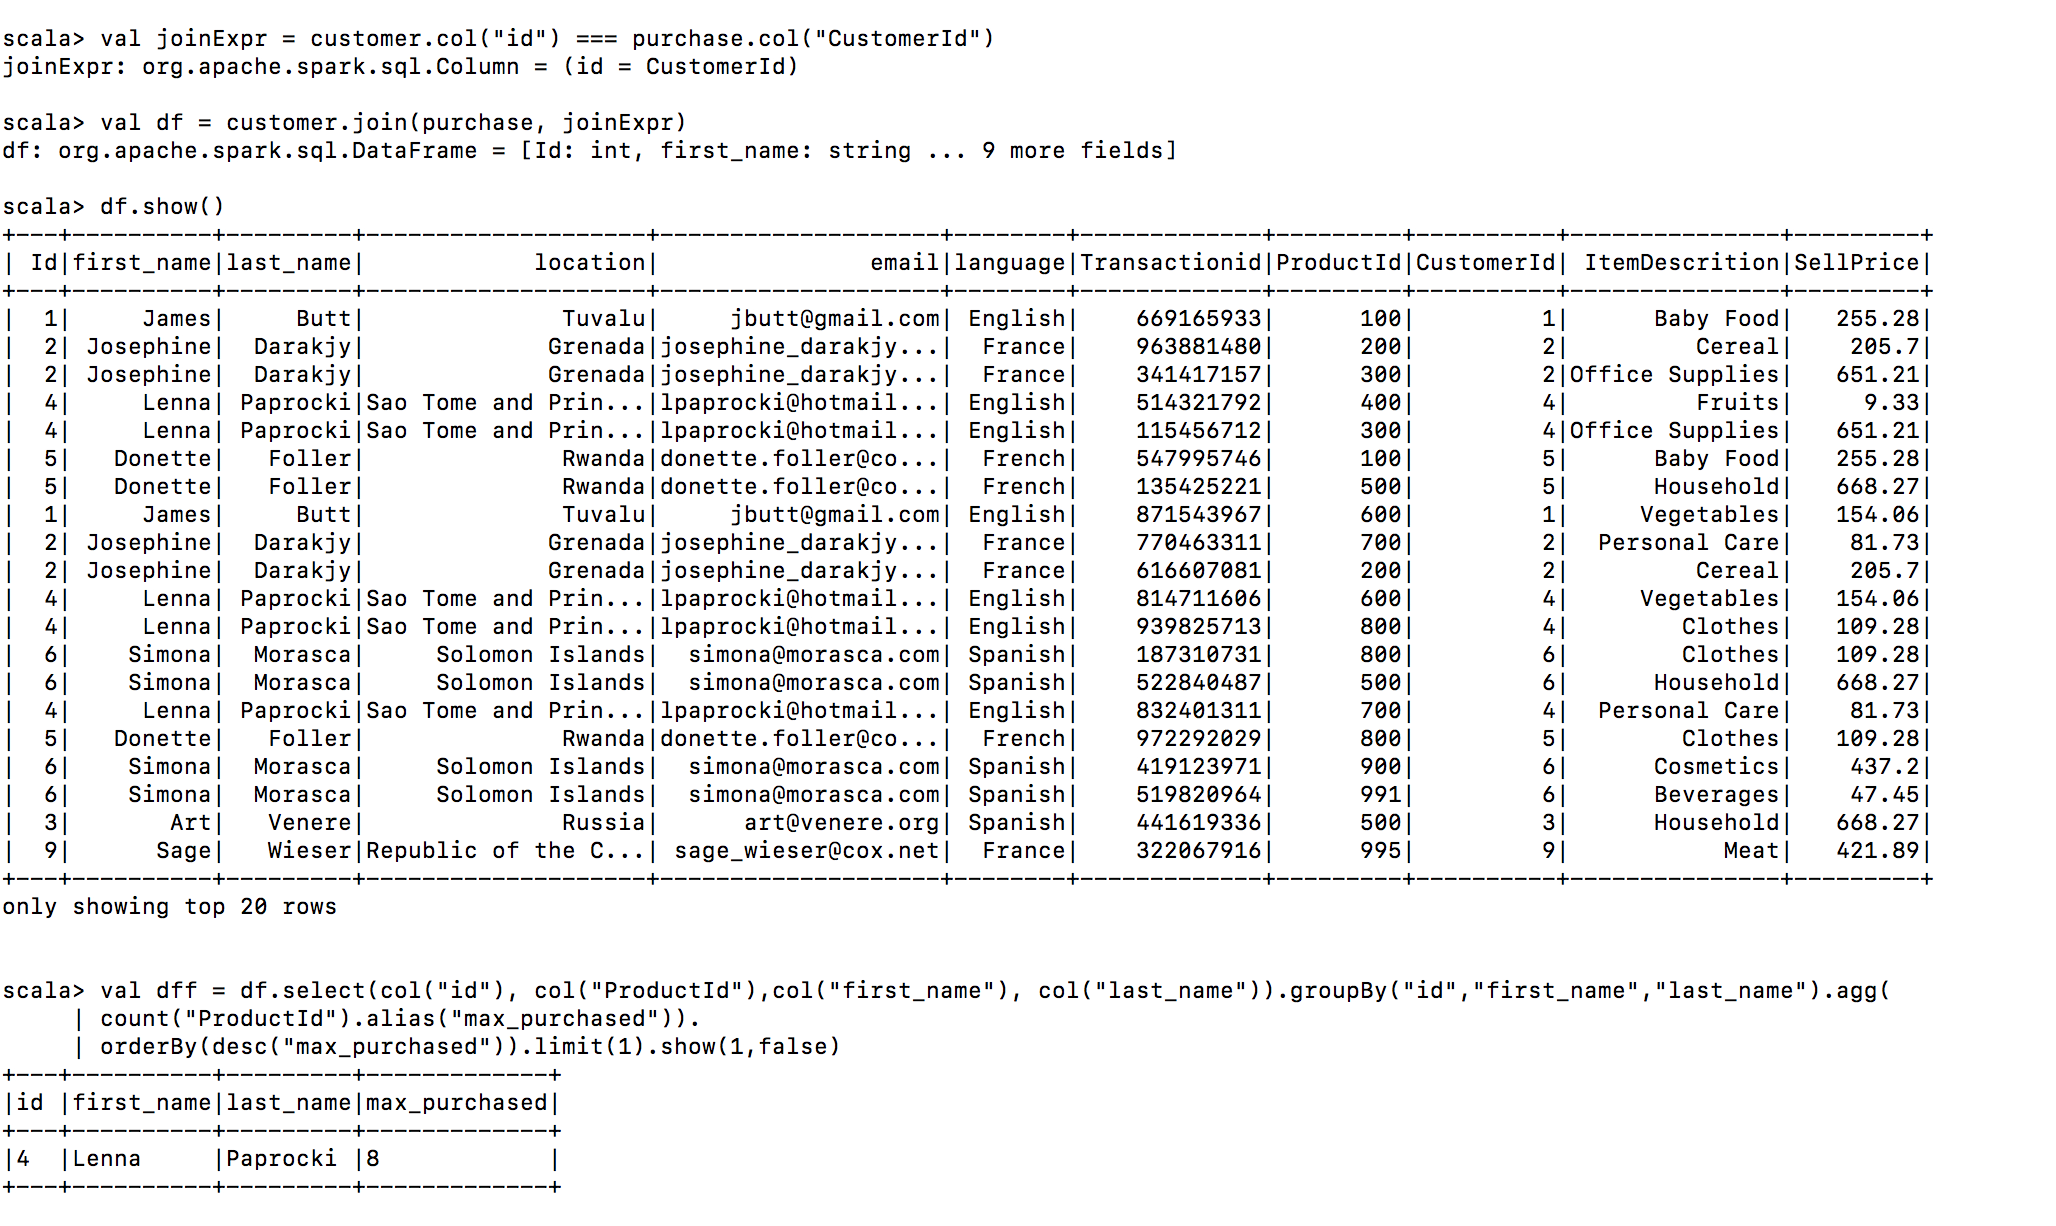 scala> val joinExpr = customer.col("id") === purchase.col("CustomerId")
joinExpr: org.apache.spark.sql.Column = (id = CustomerId)

scala> val df = customer.join(purchase, joinExpr)
df: org.apache.spark.sql.DataFrame = [Id: int, first_name: string ... 9 more fields]

scala> df.show()
+---+----------+---------+--------------------+--------------------+--------+-------------+---------+----------+---------------+---------+
| Id|first_name|last_name|            location|               email|language|Transactionid|ProductId|CustomerId| ItemDescrition|SellPrice|
+---+----------+---------+--------------------+--------------------+--------+-------------+---------+----------+---------------+---------+
|  1|     James|     Butt|              Tuvalu|     jbutt@gmail.com| English|    669165933|      100|         1|      Baby Food|   255.28|
|  2| Josephine|  Darakjy|             Grenada|josephine_darakjy...|  France|    963881480|      200|         2|         Cereal|    205.7|
|  2| Josephine|  Darakjy|             Grenada|josephine_darakjy...|  France|    341417157|      300|         2|Office Supplies|   651.21|
|  4|     Lenna| Paprocki|Sao Tome and Prin...|lpaprocki@hotmail...| English|    514321792|      400|         4|         Fruits|     9.33|
|  4|     Lenna| Paprocki|Sao Tome and Prin...|lpaprocki@hotmail...| English|    115456712|      300|         4|Office Supplies|   651.21|
|  5|   Donette|   Foller|              Rwanda|donette.foller@co...|  French|    547995746|      100|         5|      Baby Food|   255.28|
|  5|   Donette|   Foller|              Rwanda|donette.foller@co...|  French|    135425221|      500|         5|      Household|   668.27|
|  1|     James|     Butt|              Tuvalu|     jbutt@gmail.com| English|    871543967|      600|         1|     Vegetables|   154.06|
|  2| Josephine|  Darakjy|             Grenada|josephine_darakjy...|  France|    770463311|      700|         2|  Personal Care|    81.73|
|  2| Josephine|  Darakjy|             Grenada|josephine_darakjy...|  France|    616607081|      200|         2|         Cereal|    205.7|
|  4|     Lenna| Paprocki|Sao Tome and Prin...|lpaprocki@hotmail...| English|    814711606|      600|         4|     Vegetables|   154.06|
|  4|     Lenna| Paprocki|Sao Tome and Prin...|lpaprocki@hotmail...| English|    939825713|      800|         4|        Clothes|   109.28|
|  6|    Simona|  Morasca|     Solomon Islands|  simona@morasca.com| Spanish|    187310731|      800|         6|        Clothes|   109.28|
|  6|    Simona|  Morasca|     Solomon Islands|  simona@morasca.com| Spanish|    522840487|      500|         6|      Household|   668.27|
|  4|     Lenna| Paprocki|Sao Tome and Prin...|lpaprocki@hotmail...| English|    832401311|      700|         4|  Personal Care|    81.73|
|  5|   Donette|   Foller|              Rwanda|donette.foller@co...|  French|    972292029|      800|         5|        Clothes|   109.28|
|  6|    Simona|  Morasca|     Solomon Islands|  simona@morasca.com| Spanish|    419123971|      900|         6|      Cosmetics|    437.2|
|  6|    Simona|  Morasca|     Solomon Islands|  simona@morasca.com| Spanish|    519820964|      991|         6|      Beverages|    47.45|
|  3|       Art|   Venere|              Russia|      art@venere.org| Spanish|    441619336|      500|         3|      Household|   668.27|
|  9|      Sage|   Wieser|Republic of the C...| sage_wieser@cox.net|  France|    322067916|      995|         9|           Meat|   421.89|
+---+----------+---------+--------------------+--------------------+--------+-------------+---------+----------+---------------+---------+
only showing top 20 rows

scala> val dff = df.select(col("id"), col("ProductId"),col("first_name"), col("last_name")).groupBy("id","first_name","last_name").agg(
     | count("ProductId").alias("max_purchased")).
     | orderBy(desc("max_purchased")).limit(1).show(1,false)
+---+----------+---------+-------------+
|id |first_name|last_name|max_purchased|
+---+----------+---------+-------------+
|4  |Lenna     |Paprocki |8            |
+---+----------+---------+-------------+